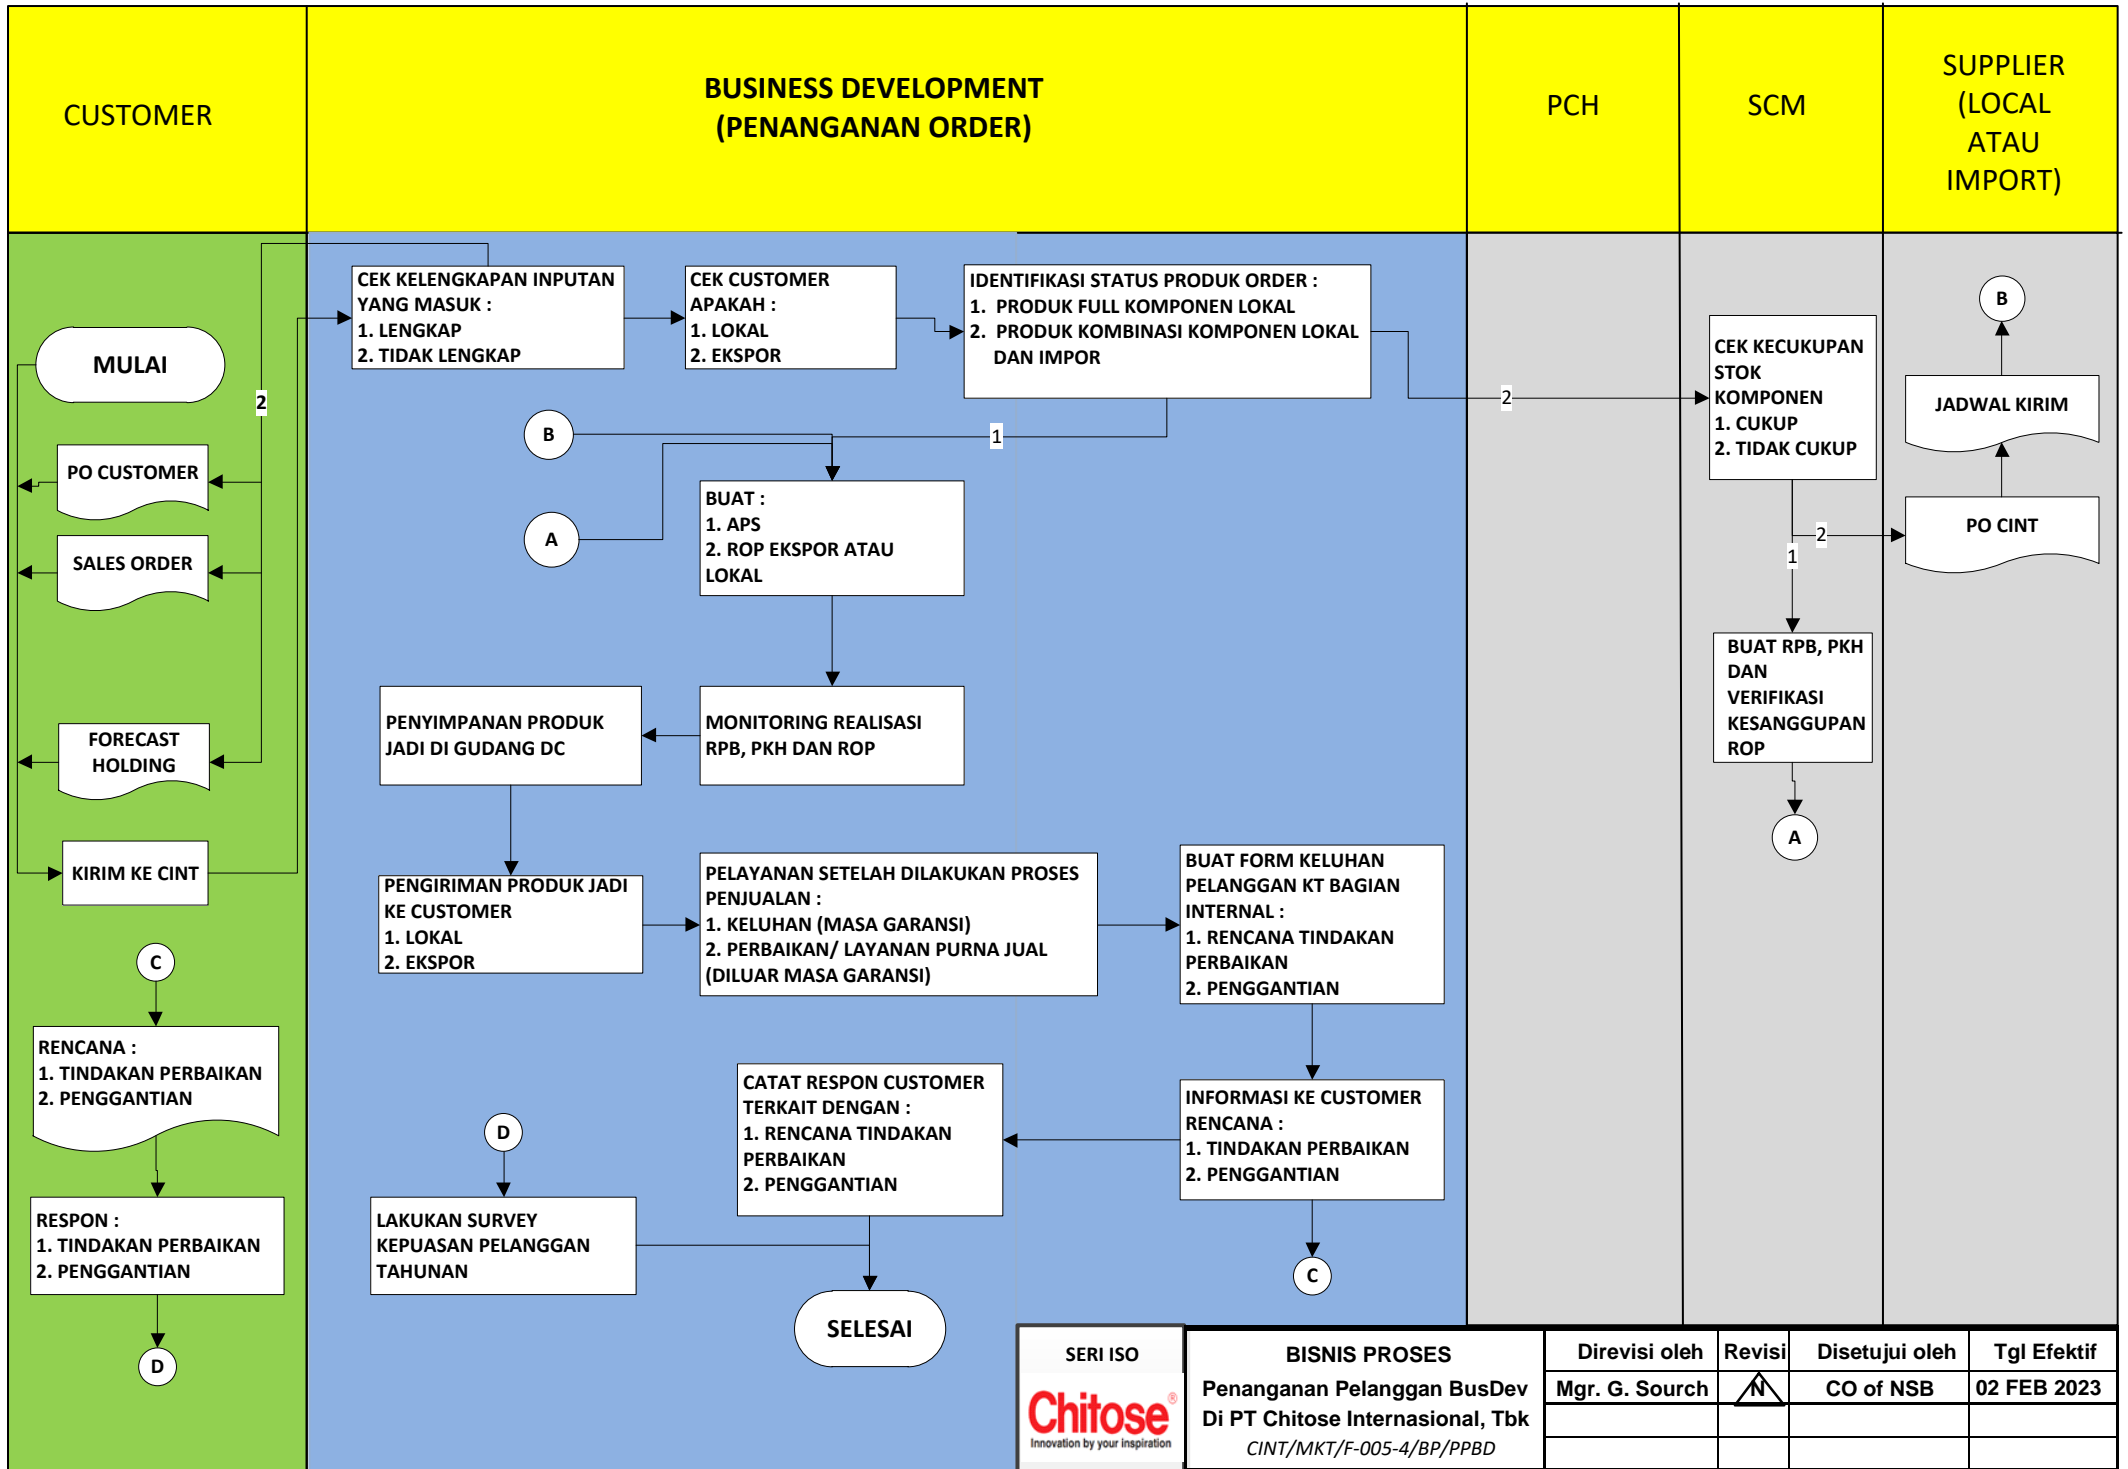 CUSTOMER
BUSINESS DEVELOPMENT
(PENANGANAN ORDER)
PCH
SCM
SUPPLIER
(LOCAL
ATAU
IMPORT)
MULAI
2
PO CUSTOMER
SALES ORDER
FORECAST
HOLDING
KIRIM KE CINT
C
RENCANA :
1. TINDAKAN PERBAIKAN
2. PENGGANTIAN
RESPON :
1. TINDAKAN PERBAIKAN
2. PENGGANTIAN
D
CEK KELENGKAPAN INPUTAN
YANG MASUK :
1. LENGKAP
2. TIDAK LENGKAP
CEK CUSTOMER
APAKAH :
1. LOKAL
2. EKSPOR
IDENTIFIKASI STATUS PRODUK ORDER :
1. PRODUK FULL KOMPONEN LOKAL
2. PRODUK KOMBINASI KOMPONEN LOKAL
DAN IMPOR
2
1
B
A
BUAT :
1. APS
2. ROP EKSPOR ATAU
LOKAL
PENYIMPANAN PRODUK
JADI DI GUDANG DC
MONITORING REALISASI
RPB, PKH DAN ROP
PENGIRIMAN PRODUK JADI
KE CUSTOMER
1. LOKAL
2. EKSPOR
PELAYANAN SETELAH DILAKUKAN PROSES
PENJUALAN :
1. KELUHAN (MASA GARANSI)
2. PERBAIKAN/ LAYANAN PURNA JUAL
(DILUAR MASA GARANSI)
BUAT FORM KELUHAN
PELANGGAN KT BAGIAN
INTERNAL :
1. RENCANA TINDAKAN
PERBAIKAN
2. PENGGANTIAN
CATAT RESPON CUSTOMER
TERKAIT DENGAN :
1. RENCANA TINDAKAN
PERBAIKAN
2. PENGGANTIAN
INFORMASI KE CUSTOMER
RENCANA :
1. TINDAKAN PERBAIKAN
2. PENGGANTIAN
D
LAKUKAN SURVEY
KEPUASAN PELANGGAN
TAHUNAN
C
SELESAI
CEK KECUKUPAN
STOK
KOMPONEN
1. CUKUP
2. TIDAK CUKUP
2
1
BUAT RPB, PKH
DAN
VERIFIKASI
KESANGGUPAN
ROP
A
B
JADWAL KIRIM
PO CINT
SERI ISO
Chitose®
Innovation by your inspiration
BISNIS PROSES
Penanganan Pelanggan BusDev
Di PT Chitose Internasional, Tbk
CINT/MKT/F-005-4/BP/PPBD
Direvisi oleh Revisi Disetujui oleh Tgl Efektif
Mgr. G. Sourch N CO of NSB 02 FEB 2023